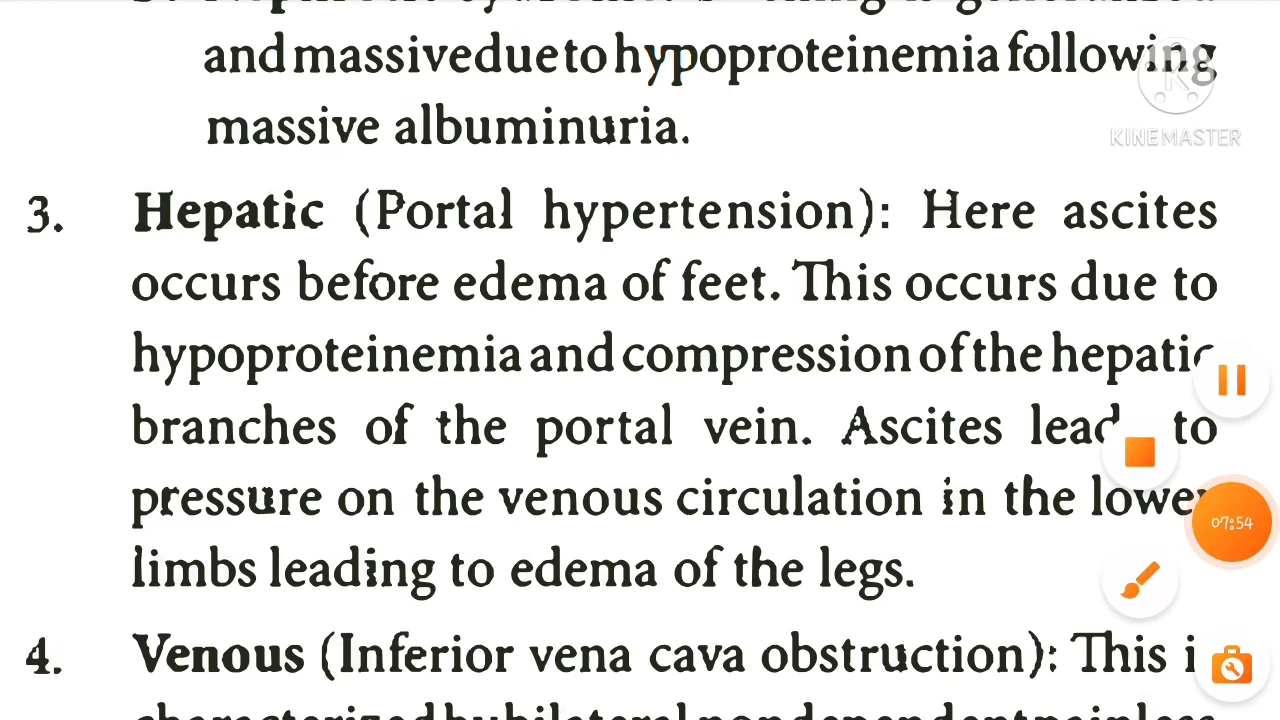 and massive due to hypoproteinemia following
massive albuminuria.
KINEMASTER
3. Hepatic (Portal hypertension): Here ascites
occurs before edema of feet. This occurs due to
hypoproteinemia and compression of the hepatic
branches of the portal vein. Ascites lead to
pressure on the venous circulation in the lower
limbs leading to edema of the legs.
07:54
4. Venous (Inferior vena cava obstruction): This